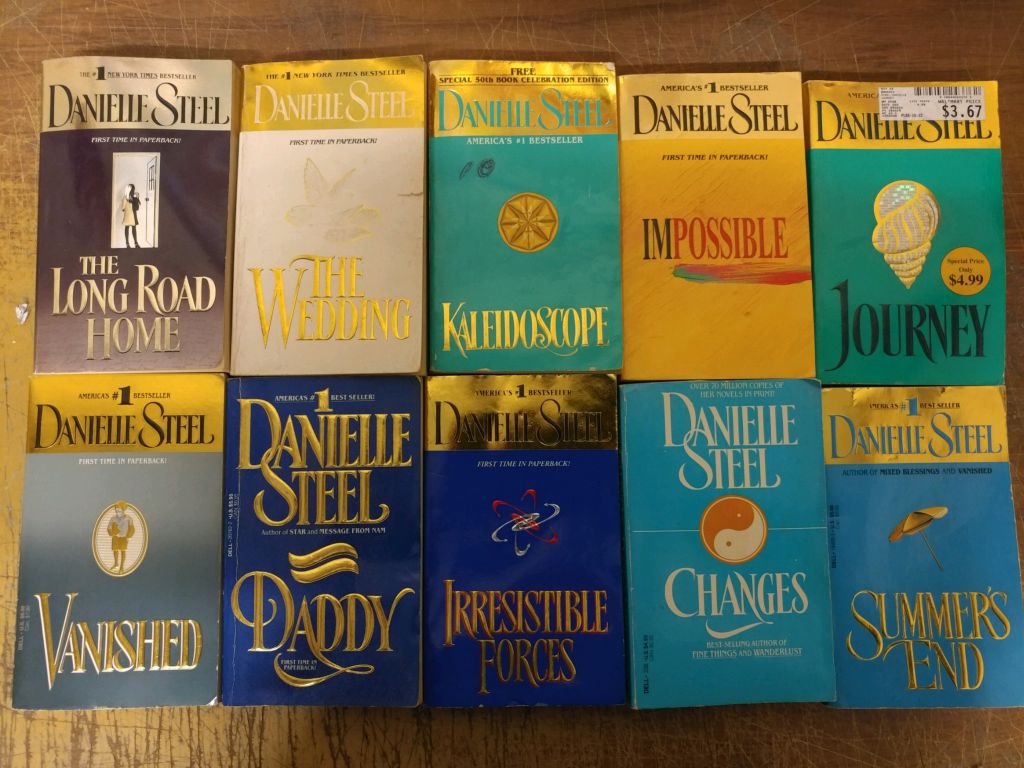 THE #1 NEW YORK TIMES BESTSELLER
DANIELLE STEEL
FIRST TIME IN PAPERBACK!
THE
LONG ROAD
HOME
THE #1 NEW YORK TIMES BESTSELLER
DANIELLE STEEL
FIRST TIME IN PAPERBACK!
THE
WEDDING
FREE
SPECIAL 50th BOOK CELEBRATION EDITION
DANIELLE STEEL
AMERICA'S #1 BESTSELLER
KALEIDOSCOPE
AMERICA'S #1 BESTSELLER
DANIELLE STEEL
FIRST TIME IN PAPERBACK!
IMPOSSIBLE
WALMART PRICE
$3.67
DANIELLE STEEL
Special Price
Only
$4.99
JOURNEY
AMERICA'S #1 BESTSELLER
DANIELLE STEEL
FIRST TIME IN PAPERBACK!
VANISHED
AMERICA'S #1 BEST SELLER!
DANIELLE
STEEL
Author of STAR and MESSAGE FROM NAM
DADDY
FIRST TIME IN
PAPERBACK!
AMERICA'S #1 BESTSELLER
DANIELLE STEEL
FIRST TIME IN PAPERBACK!
IRRESISTIBLE
FORCES
OVER 70 MILLION COPIES OF
HER NOVELS IN PRINT!
DANIELLE
STEEL
CHANGES
BEST-SELLING AUTHOR OF
FINE THINGS AND WANDERLUST
AMERICA'S #1 BEST SELLER
DANIELLE STEEL
AUTHOR OF MIXED BLESSINGS AND VANISHED
SUMMER'S
END